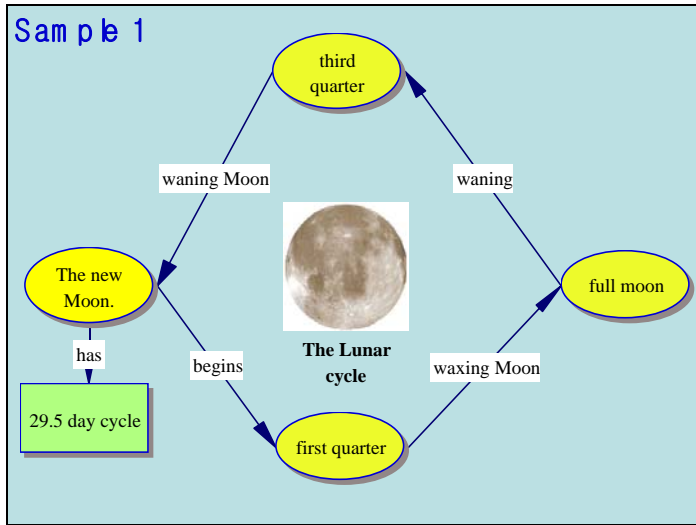 Sample 1
third
quarter
waning Moon
waning
The new
Moon.
full moon
has
begins
The Lunar
cycle
waxing Moon
29.5 day cycle
first quarter